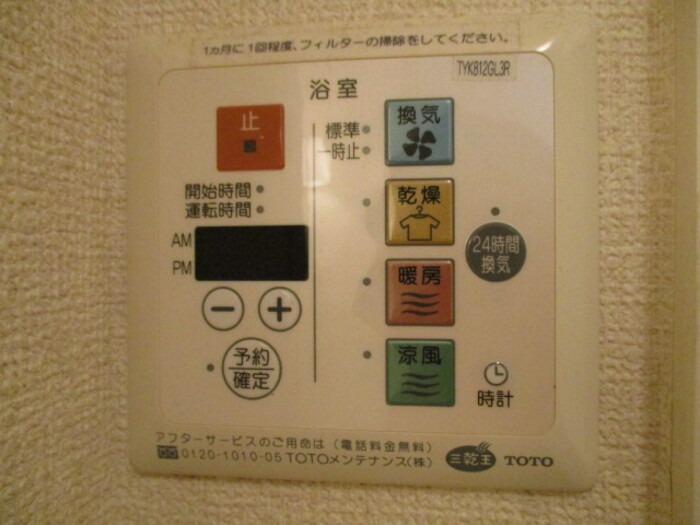 1ヵ月に1回程度、フィルターの掃除をしてください。
TYK812GL3R
浴室
止
換気
標準
一時止
開始時間
運転時間
乾燥
AM
PM
24時間
換気
暖房
予約
確定
涼風
時計
アフターサービスのご用命は（電話料金無料）
0120-1010-05 TOTOメンテナンス(株)
三乾王 TOTO